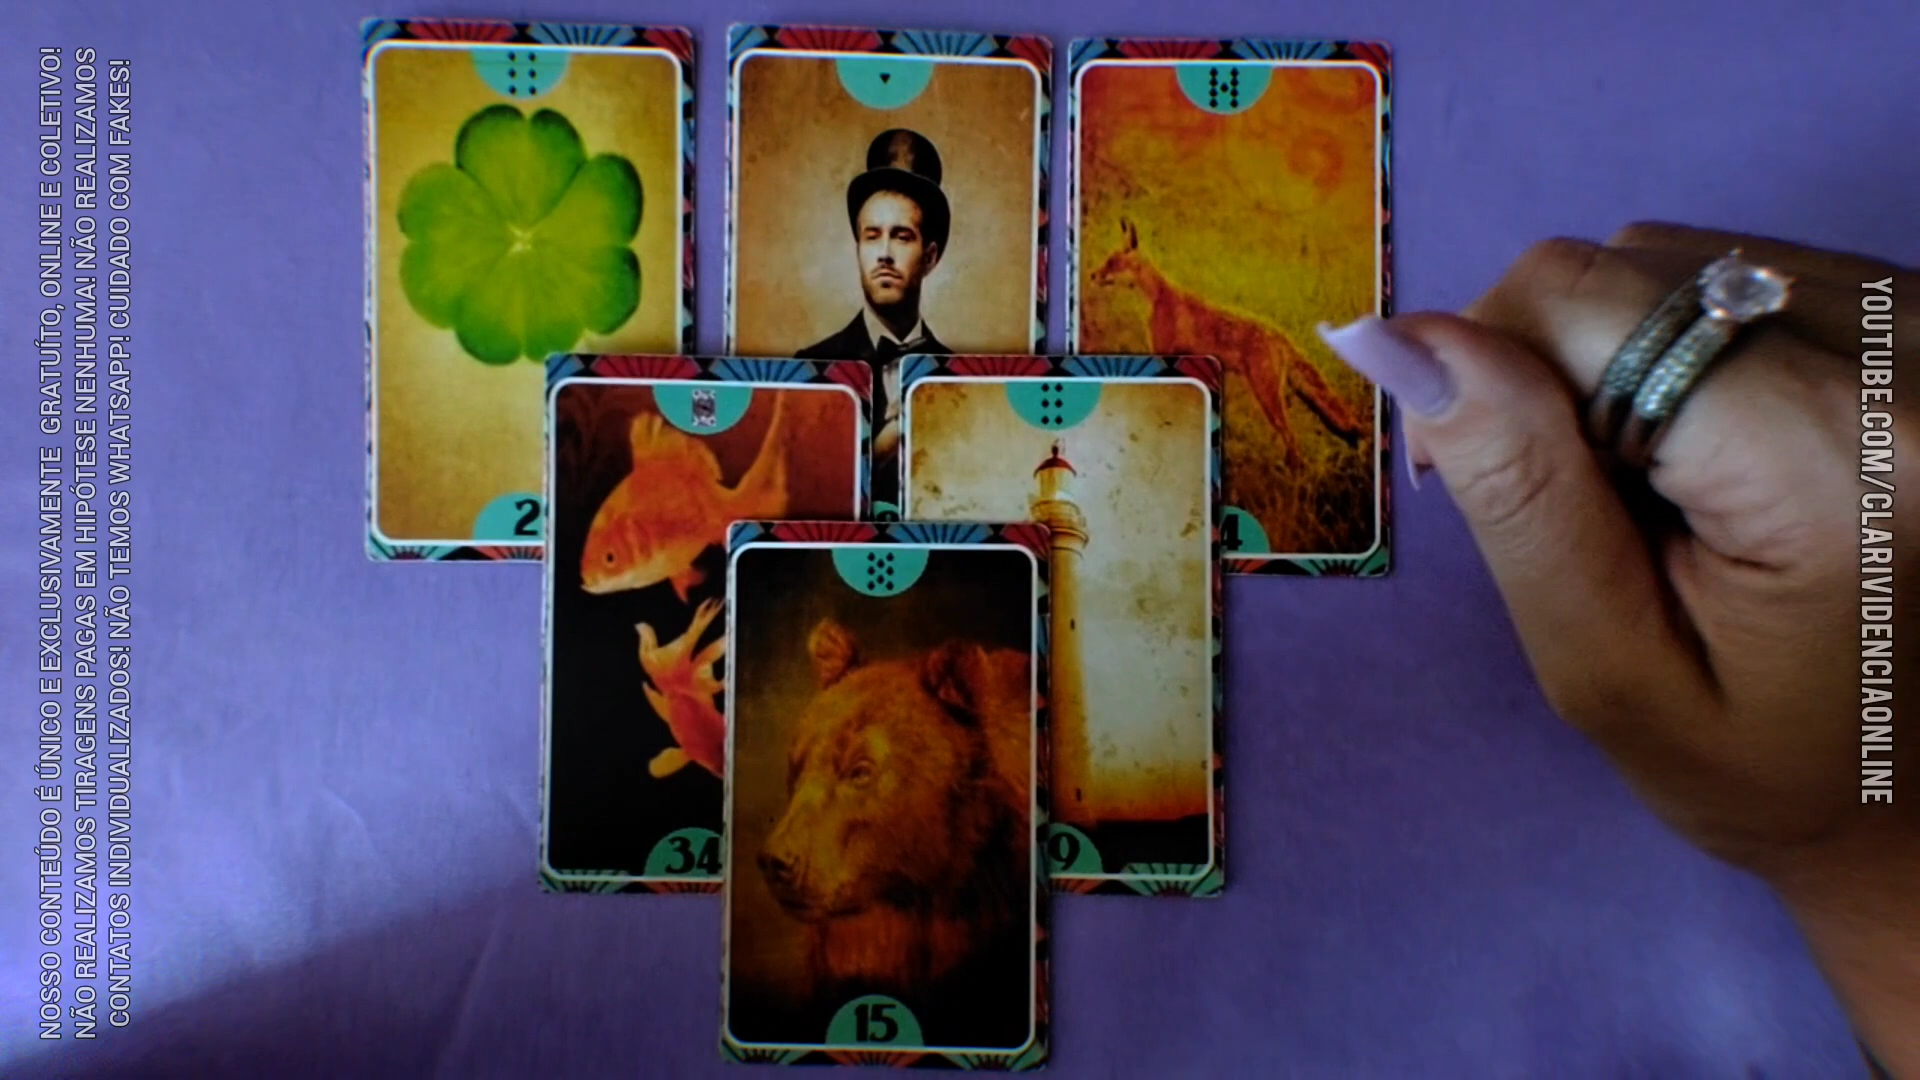 NOSSO CONTEÚDO É ÚNICO E EXCLUSIVAMENTE GRATUÍTO, ONLINE E COLETIVO!
NÃO REALIZAMOS TIRAGENS PAGAS EM HIPÓTESE NENHUMA! NÃO REALIZAMOS
CONTATOS INDIVIDUALIZADOS! NÃO TEMOS WHATSAPP! CUIDADO COM FAKES!
2
4
34
9
15
YOUTUBE.COM/CLARIVIDENCIAONLINE